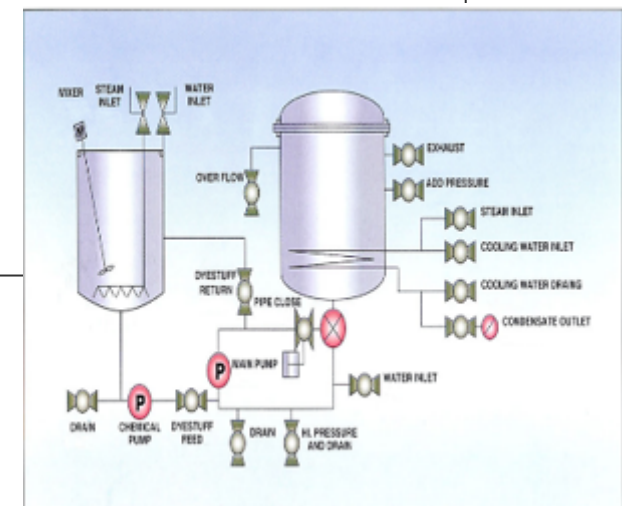 MIXER
STEAM
INLET
WATER
INLET
OVER FLOW
EXHAUST
ADD PRESSURE
STEAM INLET
COOLING WATER INLET
COOLING WATER DRAING
CONDENSATE OUTLET
DYESTUFF
RETURN
PIPE CLOSE
P
MAIN PUMP
WATER INLET
DRAIN
P
CHEMICAL
PUMP
DYESTUFF
FEED
DRAIN
HI. PRESSURE
AND DRAIN